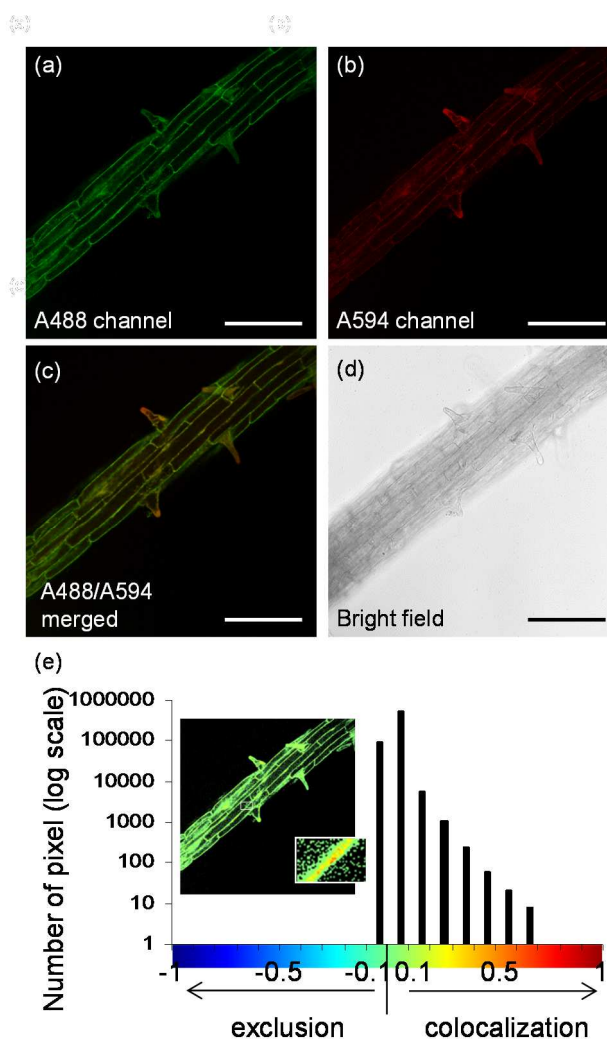 (a)
A488 channel
(b)
A594 channel
(c)
A488/A594
merged
(d)
Bright field
(e)
Number of pixel (log scale)
1000000
100000
10000
1000
100
10
1
-1 -0.5 -0.1 0.1 0.5 1
exclusion colocalization